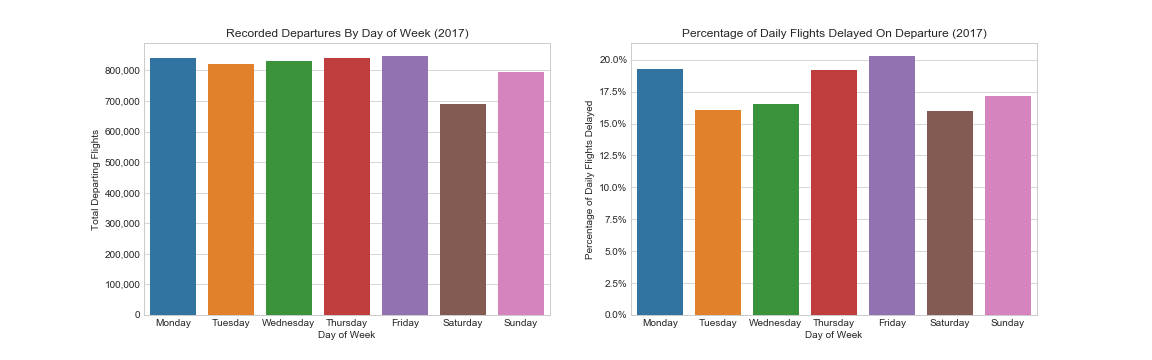 Recorded Departures By Day of Week (2017)
Total Departing Flights
800,000
700,000
600,000
500,000
400,000
300,000
200,000
100,000
0
Monday Tuesday Wednesday Thursday Friday Saturday Sunday
Day of Week
Percentage of Daily Flights Delayed On Departure (2017)
Percentage of Daily Flights Delayed
20.0%
17.5%
15.0%
12.5%
10.0%
7.5%
5.0%
2.5%
0.0%
Monday Tuesday Wednesday Thursday Friday Saturday Sunday
Day of Week